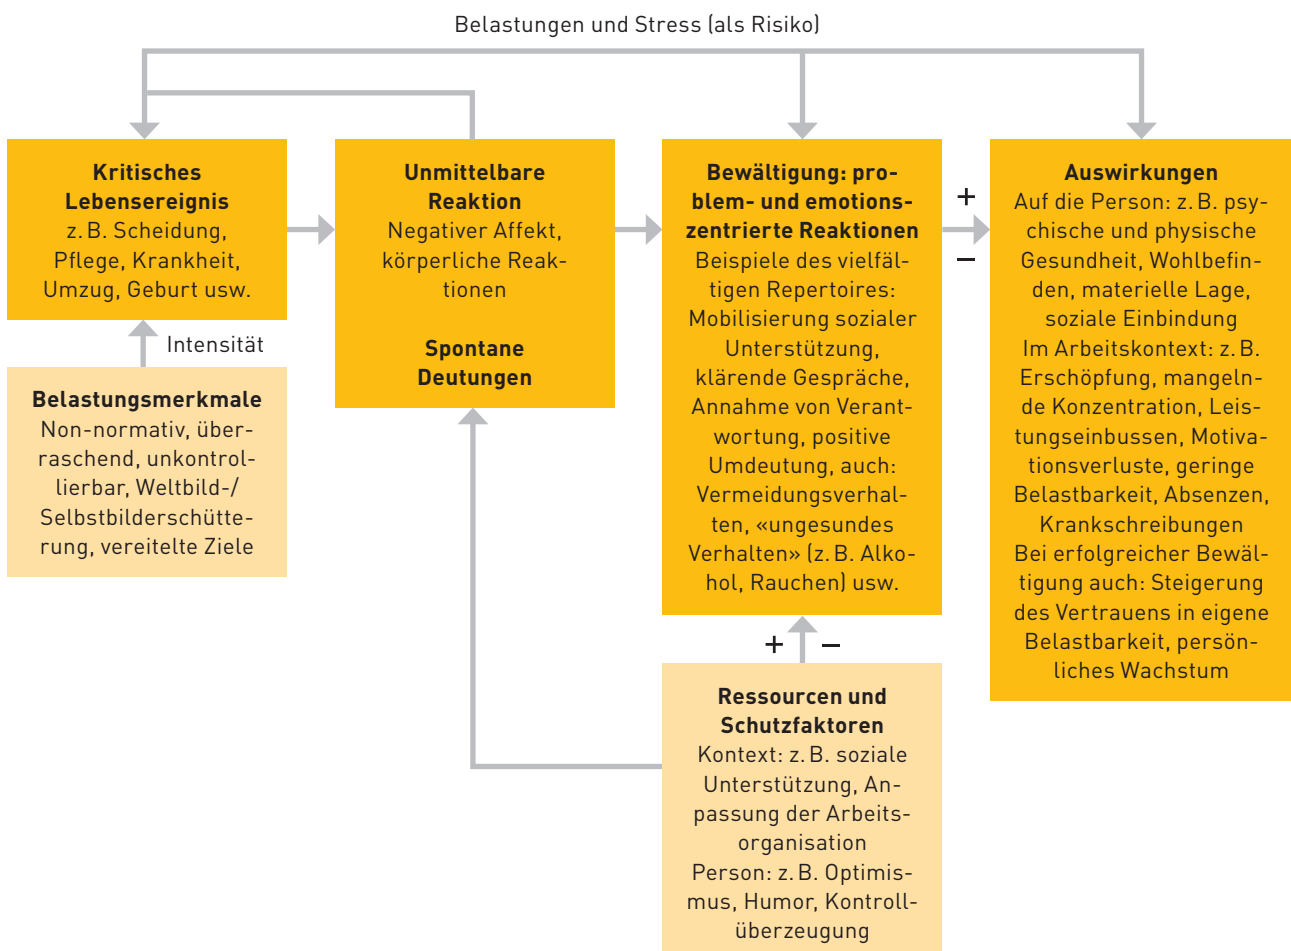 Belastungen und Stress (als Risiko)
Kritisches
Lebensereignis
z. B. Scheidung,
Pflege, Krankheit,
Umzug, Geburt usw.
Intensität
Belastungsmerkmale
Non-normativ, über-
raschend, unkontrol-
lierbar, Weltbild-/
Selbstbilderschütte-
rung, vereitelte Ziele
Unmittelbare
Reaktion
Negativer Affekt,
körperliche Reak-
tionen
Spontane
Deutungen
Bewältigung: pro-
blem- und emotions-
zentrierte Reaktionen
Beispiele des vielfäl-
tigen Repertoires:
Mobilisierung sozialer
Unterstützung,
klärende Gespräche,
Annahme von Verant-
wortung, positive
Umdeutung, auch:
Vermeidungsverhal-
ten, «ungesundes
Verhalten» (z. B. Alko-
hol, Rauchen) usw.
+ –
Ressourcen und
Schutzfaktoren
Kontext: z. B. soziale
Unterstützung, An-
passung der Arbeits-
organisation
Person: z. B. Optimis-
mus, Humor, Kontroll-
überzeugung
+
–
Auswirkungen
Auf die Person: z. B. psy-
chische und physische
Gesundheit, Wohlbefin-
den, materielle Lage,
soziale Einbindung
Im Arbeitskontext: z. B.
Erschöpfung, mangeln-
de Konzentration, Leis-
tungseinbussen, Motiva-
tionsverluste, geringe
Belastbarkeit, Absenzen,
Krankschreibungen
Bei erfolgreicher Bewäl-
tigung auch: Steigerung
des Vertrauens in eigene
Belastbarkeit, persön-
liches Wachstum